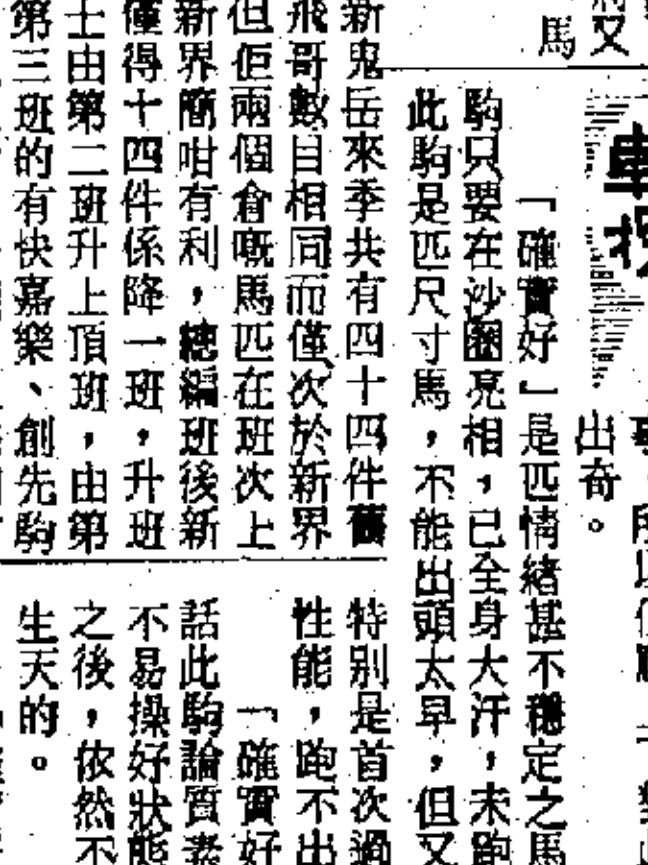 將又
馬
出奇。
「確實好」是匹情緒甚不穩定之馬
駒只要在沙圈亮相，已全身大汗，未跑
此駒是匹尺寸馬，不能出頭太早，但又
新鬼岳來季共有四十四件舊
飛哥數目相同而僅次於新界
但佢兩個倉嘅馬匹在班次上
新界簡咁有利，總編班後新
僅得十四件係降一班，升班
士由第二班升上頂班，由第
第三班的有快嘉樂、創先駒
特別是首次過
性能，跑不出
「確實好
話此駒論質素
不易操好狀態
之後，依然不
生天的。